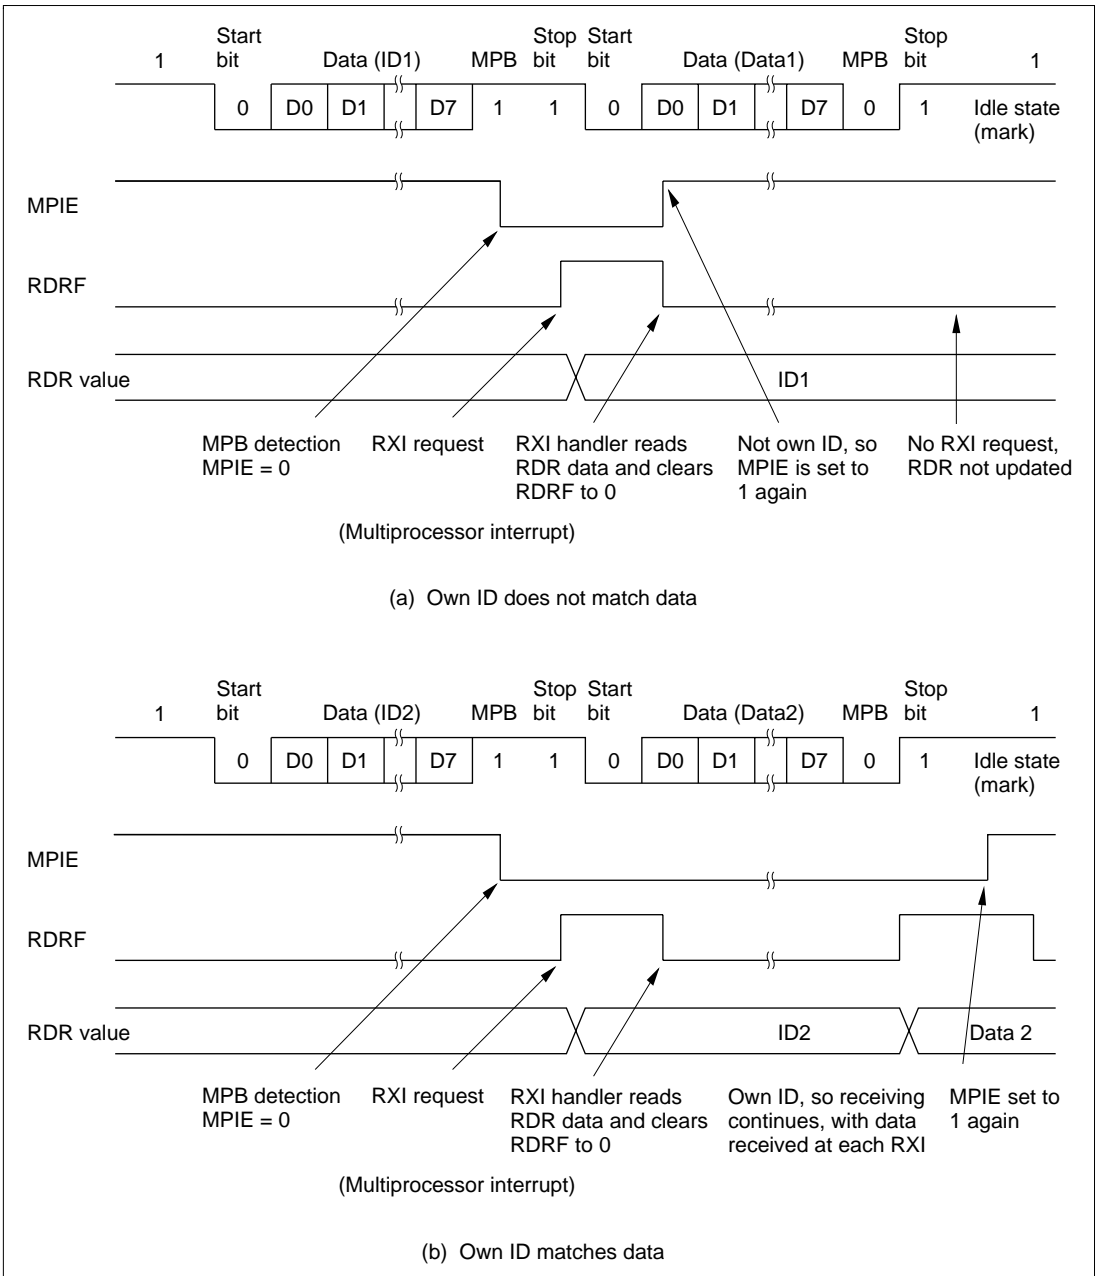 Start Stop Start Stop
1 bit Data (ID1) MPB bit bit Data (Data1) MPB bit 1
0 D0 D1 D7 1 1 0 D0 D1 D7 0 1 Idle state
(mark)
MPIE
RDRF
RDR value ID1
MPB detection RXI request RXI handler reads Not own ID, so No RXI request,
MPIE = 0 RDR data and clears MPIE is set to RDR not updated
RDRF to 0 1 again
(Multiprocessor interrupt)
(a) Own ID does not match data
Start Stop Start Stop
1 bit Data (ID2) MPB bit bit Data (Data2) MPB bit 1
0 D0 D1 D7 1 1 0 D0 D1 D7 0 1 Idle state
(mark)
MPIE
RDRF
RDR value ID2 Data 2
MPB detection RXI request RXI handler reads Own ID, so receiving MPIE set to
MPIE = 0 RDR data and clears continues, with data 1 again
RDRF to 0 received at each RXI
(Multiprocessor interrupt)
(b) Own ID matches data